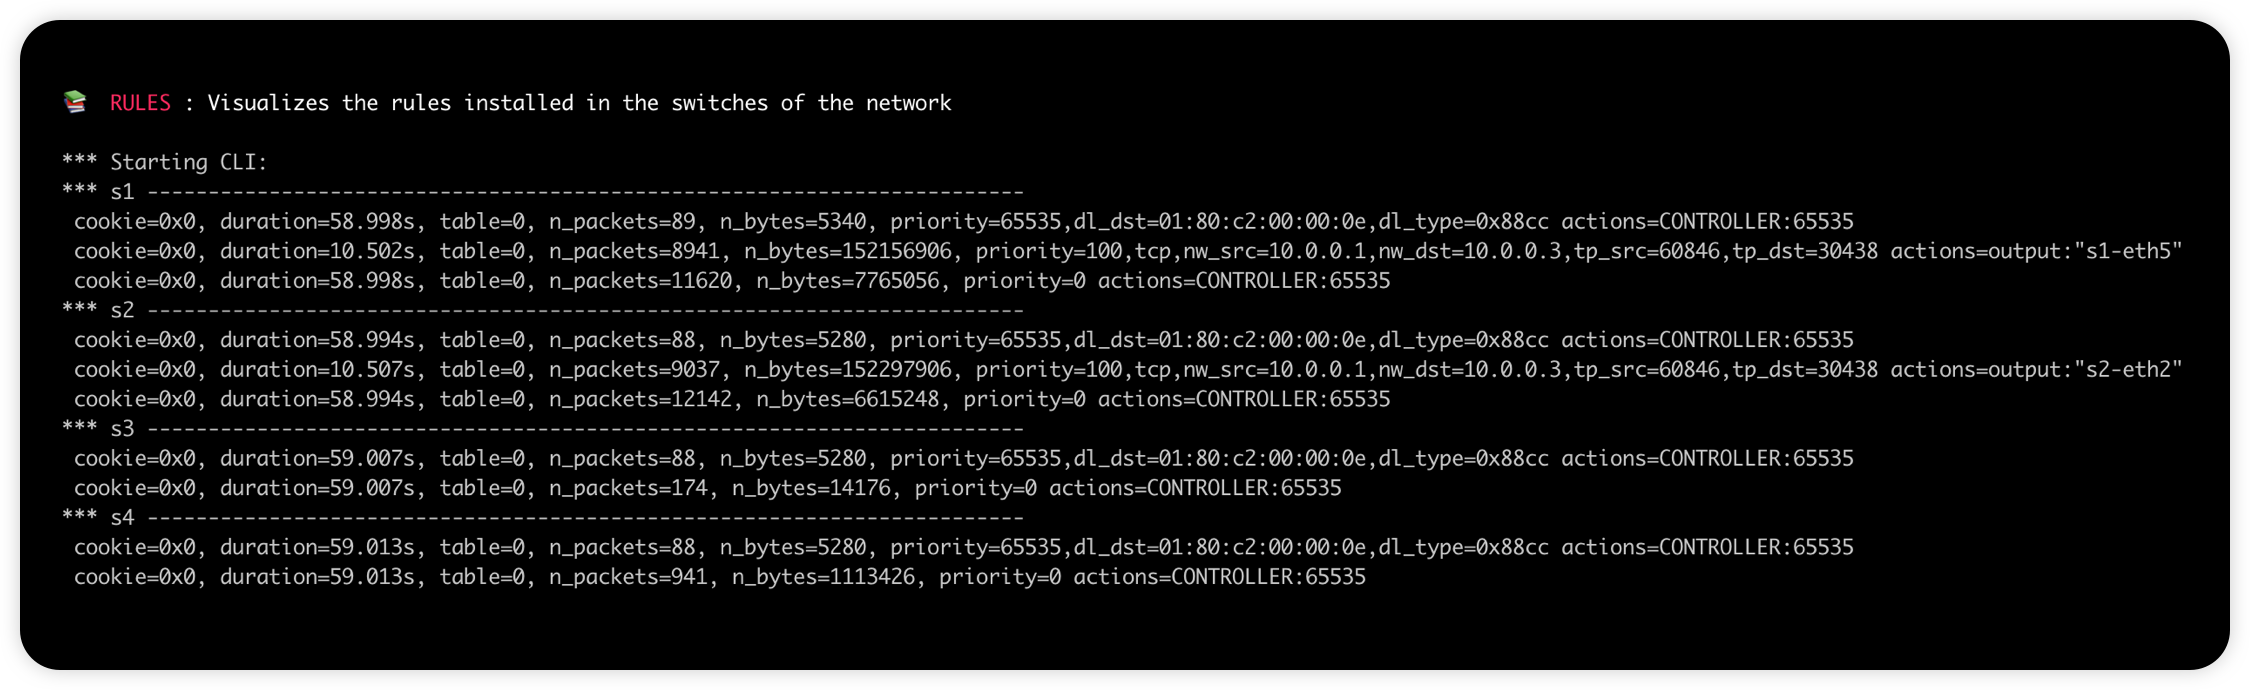 📚 RULES : Visualizes the rules installed in the switches of the network
*** Starting CLI:
*** s1 ------------------------------------------------------------------------
cookie=0x0, duration=58.998s, table=0, n_packets=89, n_bytes=5340, priority=65535,dl_dst=01:80:c2:00:00:0e,dl_type=0x88cc actions=CONTROLLER:65535
cookie=0x0, duration=10.502s, table=0, n_packets=8941, n_bytes=152156906, priority=100,tcp,nw_src=10.0.0.1,nw_dst=10.0.0.3,tp_src=60846,tp_dst=30438 actions=output:"s1-eth5"
cookie=0x0, duration=58.998s, table=0, n_packets=11620, n_bytes=7765056, priority=0 actions=CONTROLLER:65535
*** s2 ------------------------------------------------------------------------
cookie=0x0, duration=58.994s, table=0, n_packets=88, n_bytes=5280, priority=65535,dl_dst=01:80:c2:00:00:0e,dl_type=0x88cc actions=CONTROLLER:65535
cookie=0x0, duration=10.507s, table=0, n_packets=9037, n_bytes=152297906, priority=100,tcp,nw_src=10.0.0.1,nw_dst=10.0.0.3,tp_src=60846,tp_dst=30438 actions=output:"s2-eth2"
cookie=0x0, duration=58.994s, table=0, n_packets=12142, n_bytes=6615248, priority=0 actions=CONTROLLER:65535
*** s3 ------------------------------------------------------------------------
cookie=0x0, duration=59.007s, table=0, n_packets=88, n_bytes=5280, priority=65535,dl_dst=01:80:c2:00:00:0e,dl_type=0x88cc actions=CONTROLLER:65535
cookie=0x0, duration=59.007s, table=0, n_packets=174, n_bytes=14176, priority=0 actions=CONTROLLER:65535
*** s4 ------------------------------------------------------------------------
cookie=0x0, duration=59.013s, table=0, n_packets=88, n_bytes=5280, priority=65535,dl_dst=01:80:c2:00:00:0e,dl_type=0x88cc actions=CONTROLLER:65535
cookie=0x0, duration=59.013s, table=0, n_packets=941, n_bytes=1113426, priority=0 actions=CONTROLLER:65535